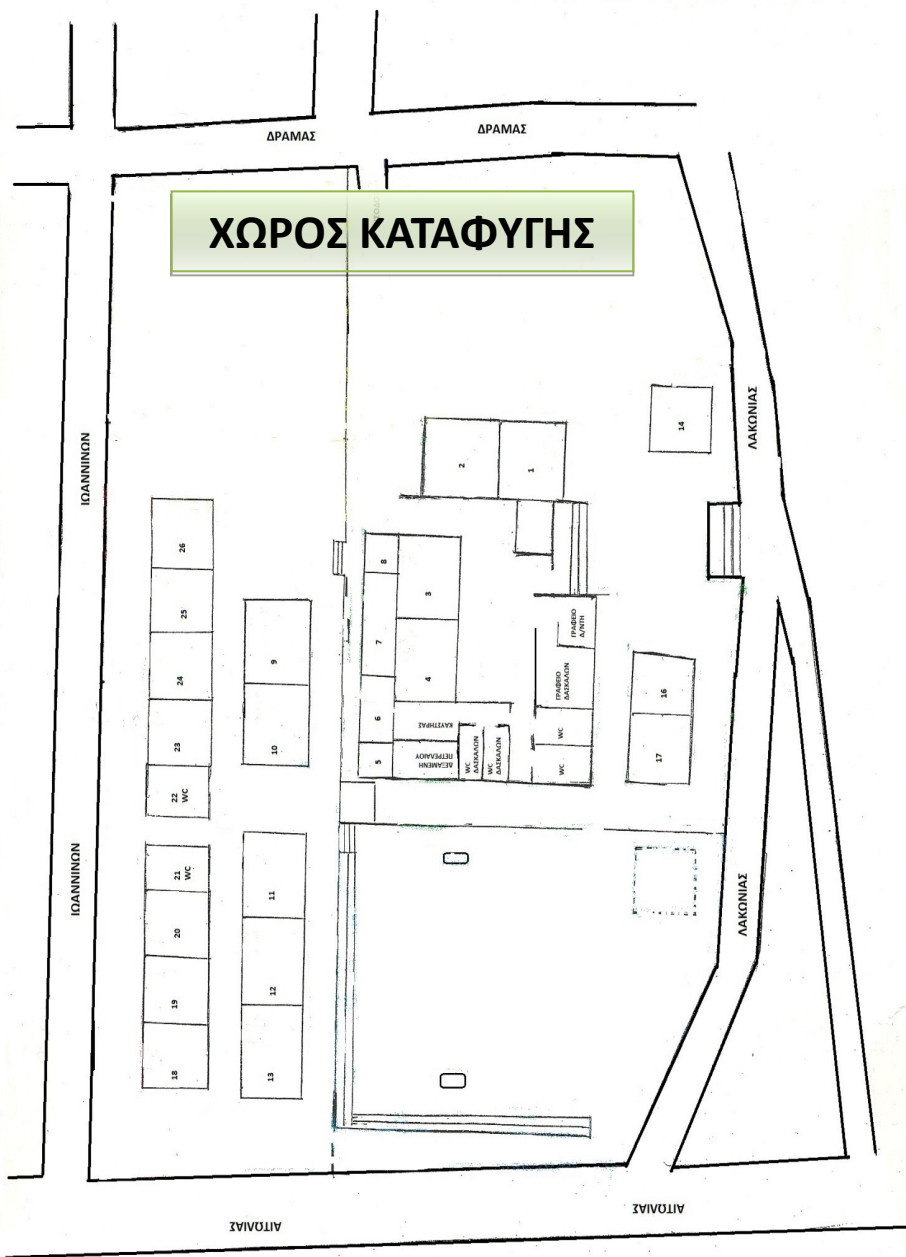 ΔΡΑΜΑΣ
ΔΡΑΜΑΣ
ΧΩΡΟΣ ΚΑΤΑΦΥΓΗΣ
ΙΩΑΝΝΙΝΩΝ
ΙΩΑΝΝΙΝΩΝ
ΛΑΚΩΝΙΑΣ
ΛΑΚΩΝΙΑΣ
14
2
1
26
25
24
23
22
WC
21
WC
20
19
18
9
10
11
12
13
8
7
6
5
3
4
ΚΑΥΣΤΗΡΑΣ
ΔΕΞΑΜΕΝΗ
ΠΕΤΡΕΛΑΙΟΥ
WC
ΔΑΣΚΑΛΩΝ
WC
ΔΑΣΚΑΛΩΝ
ΓΡΑΦΕΙΟ
Δ/ΝΤΗ
ΓΡΑΦΕΙΟ
ΔΑΣΚΑΛΩΝ
WC
WC
16
17
ΑΙΤΩΛΙΑΣ
ΑΙΤΩΛΙΑΣ